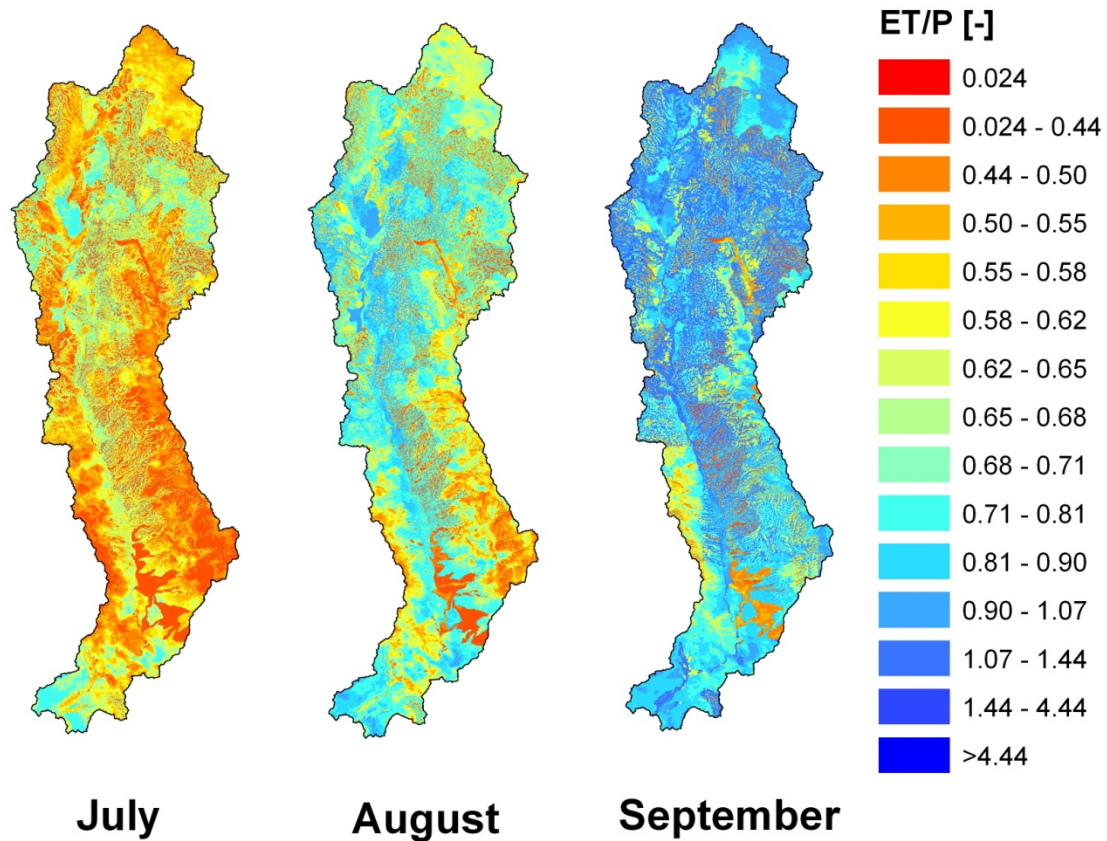 ET/P [-]
0.024
0.024 - 0.44
0.44 - 0.50
0.50 - 0.55
0.55 - 0.58
0.58 - 0.62
0.62 - 0.65
0.65 - 0.68
0.68 - 0.71
0.71 - 0.81
0.81 - 0.90
0.90 - 1.07
1.07 - 1.44
1.44 - 4.44
>4.44
July
August
September